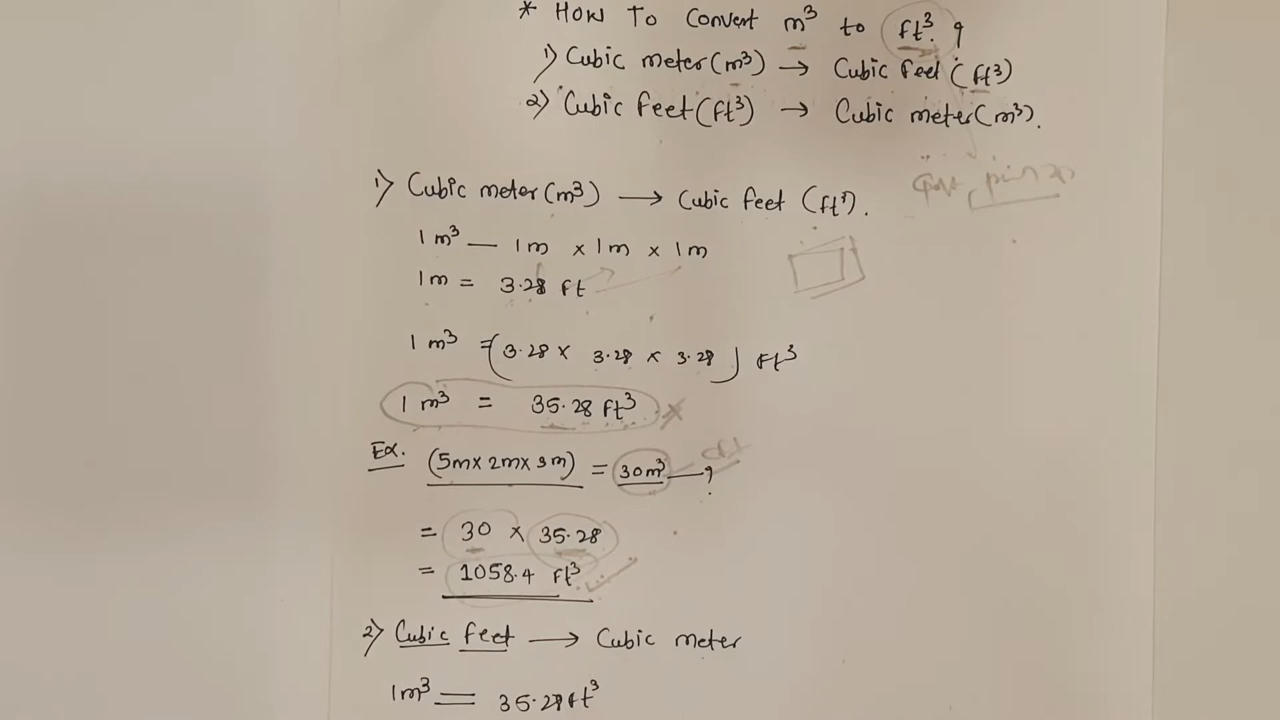 * How To Convert m³ to ft³ ?
1) Cubic meter (m³) → Cubic feet (ft³)
2) Cubic feet (ft³) → Cubic meter (m³).
1) Cubic meter (m³) → Cubic feet (ft³).
1 m³ — 1m × 1m × 1m
1m = 3.28 ft
1 m³ = (3.28 × 3.28 × 3.28) ft³
1 m³ = 35.28 ft³
Ex. (5m × 2m × 3m) = 30m³ — ?
= 30 × 35.28
= 1058.4 ft³
2) Cubic feet → Cubic meter
1m³ = 35.28 ft³